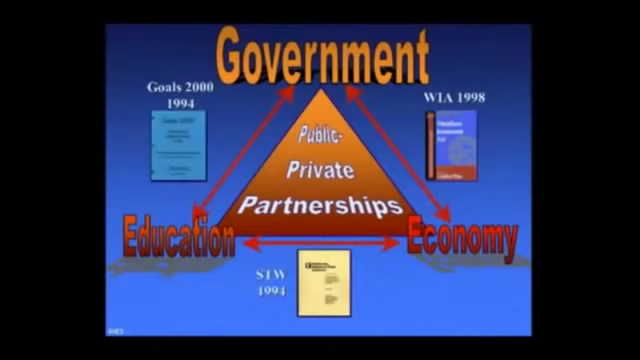 Government
Goals 2000
1994
WIA 1998
Public-
Private
Partnerships
Education
Economy
STW
1994